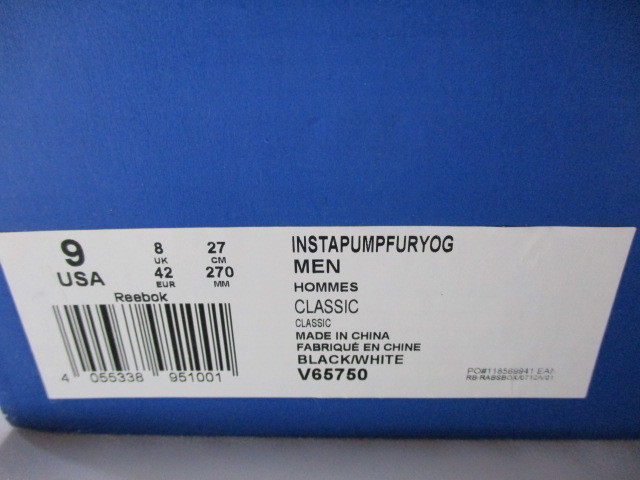 9
USA
8
UK
42
EUR
27
CM
270
MM
Reebok
4 055338 951001
INSTAPUMPFURYOG
MEN
HOMMES
CLASSIC
CLASSIC
MADE IN CHINA
FABRIQUÉ EN CHINE
BLACK/WHITE
V65750